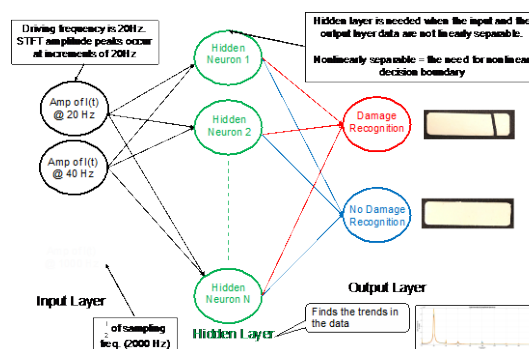 Driving frequency is 20Hz.
STFT amplitude peaks occur
at increments of 20Hz
Hidden layer is needed when the input and the
output layer data are not linearly separable.
Nonlinearly separable = the need for nonlinear
decision boundary
Hidden
Neuron 1
Amp of I(t)
@ 20 Hz
Hidden
Neuron 2
Damage
Recognition
Amp of I(t)
@ 40 Hz
No Damage
Recognition
Hidden
Neuron N
Input Layer
Output Layer
½ of sampling
freq. (2000 Hz)
Hidden Layer
Finds the trends in
the data